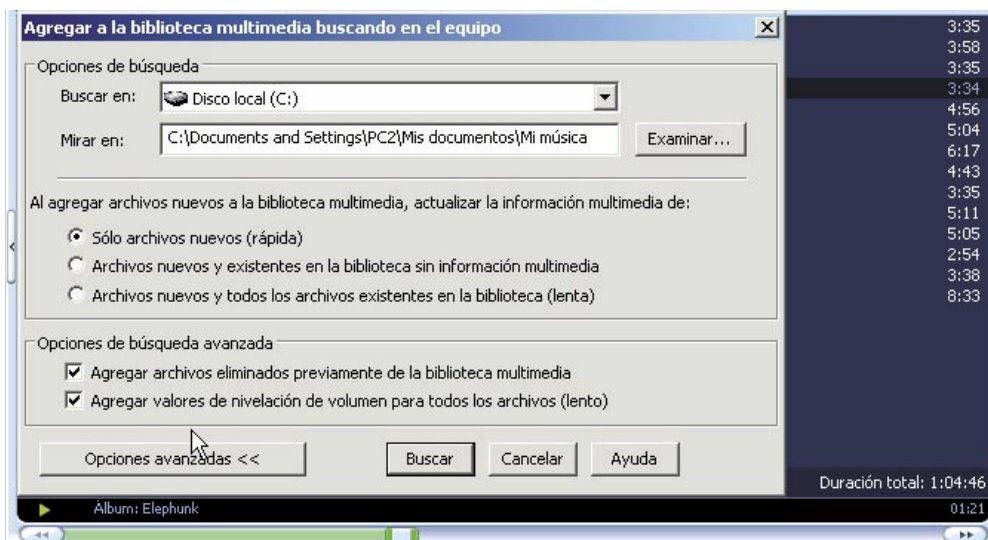 Agregar a la biblioteca multimedia buscando en el equipo
Opciones de búsqueda
Buscar en: Disco local (C:)
Mirar en: C:\Documents and Settings\PC2\Mis documentos\Mi música Examinar...
Al agregar archivos nuevos a la biblioteca multimedia, actualizar la información multimedia de:
Sólo archivos nuevos (rápida)
Archivos nuevos y existentes en la biblioteca sin información multimedia
Archivos nuevos y todos los archivos existentes en la biblioteca (lenta)
Opciones de búsqueda avanzada
Agregar archivos eliminados previamente de la biblioteca multimedia
Agregar valores de nivelación de volumen para todos los archivos (lento)
Opciones avanzadas << Buscar Cancelar Ayuda
3:35
3:58
3:35
3:34
4:56
5:04
6:17
4:43
3:35
5:11
5:05
2:54
3:38
8:33
Duración total: 1:04:46
Álbum: Elephunk 01:21